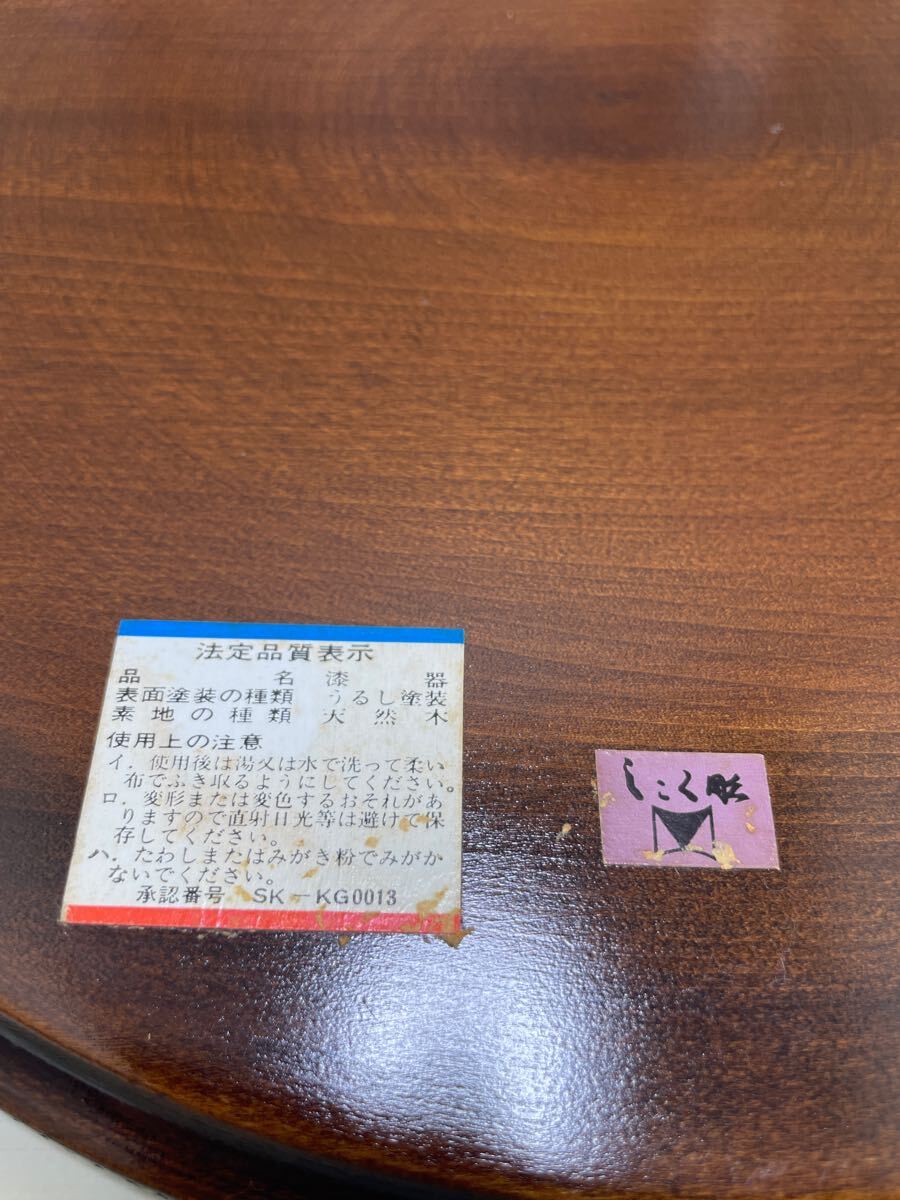 法定品質表示
品名 漆器
表面塗装の種類 うるし塗装
素地の種類 天然木
使用上の注意
イ．使用後は湯又は水で洗って柔い
布でふき取るようにしてください。
ロ．変形または変色するおそれがあ
りますので直射日光等は避けて保
存してください。
ハ．たわしまたはみがき粉でみがか
ないでください。
承認番号 SK－KG0013
しこく